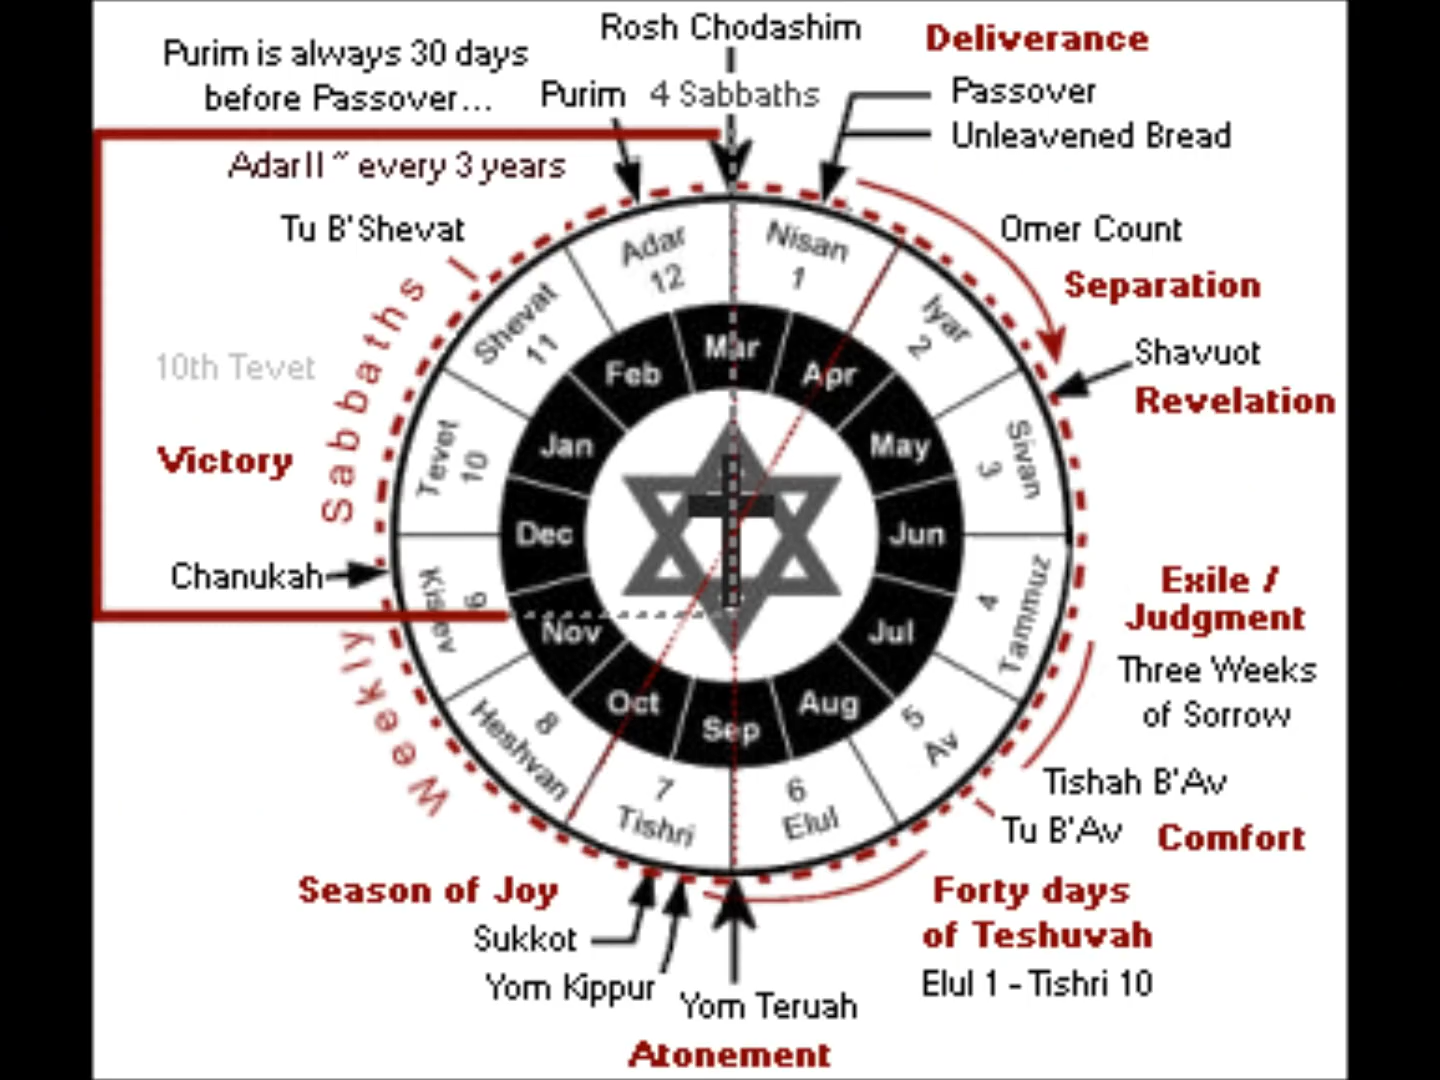 Rosh Chodashim
Deliverance
Purim is always 30 days
before Passover...
Purim
4 Sabbaths
Passover
Unleavened Bread
Adar II ~ every 3 years
Tu B'Shevat
Omer Count
Separation
Adar
12
Nisan
1
Shevat
11
Iyar
2
Feb
Mar
Apr
10th Tevet
Shavuot
Revelation
Victory
Weekly Sabbaths
Tevet
10
Jan
May
Sivan
3
Dec
Jun
Chanukah
Kislev
9
Nov
Jul
Tammuz
4
Exile /
Judgment
Three Weeks
of Sorrow
Oct
Sep
Aug
Heshvan
8
7
Tishri
6
Elul
5
Av
Tishah B'Av
Tu B'Av
Comfort
Season of Joy
Forty days
of Teshuvah
Elul 1 - Tishri 10
Sukkot
Yom Kippur
Yom Teruah
Atonement